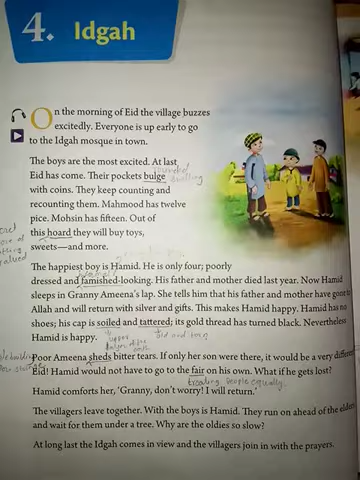 4. Idgah
On the morning of Eid the village buzzes
excitedly. Everyone is up early to go
to the Idgah mosque in town.
The boys are the most excited. At last
Eid has come. Their pockets bulge
with coins. They keep counting and
recounting them. Mahmood has twelve
pice. Mohsin has fifteen. Out of
this hoard they will buy toys,
sweets—and more.
The happiest boy is Hamid. He is only four; poorly
dressed and famished-looking. His father and mother died last year. Now Hamid
sleeps in Granny Ameena's lap. She tells him that his father and mother have gone to
Allah and will return with silver and gifts. This makes Hamid happy. Hamid has no
shoes; his cap is soiled and tattered; its gold thread has turned black. Nevertheless
Hamid is happy.
old and torn
Poor Ameena sheds bitter tears. If only her son were there, it would be a very different
Eid! Hamid would not have to go to the fair on his own. What if he gets lost?
treating people equally.
Hamid comforts her, 'Granny, don't worry! I will return.'
The villagers leave together. With the boys is Hamid. They run on ahead of the elders
and wait for them under a tree. Why are the oldies so slow?
At long last the Idgah comes in view and the villagers join in with the prayers.